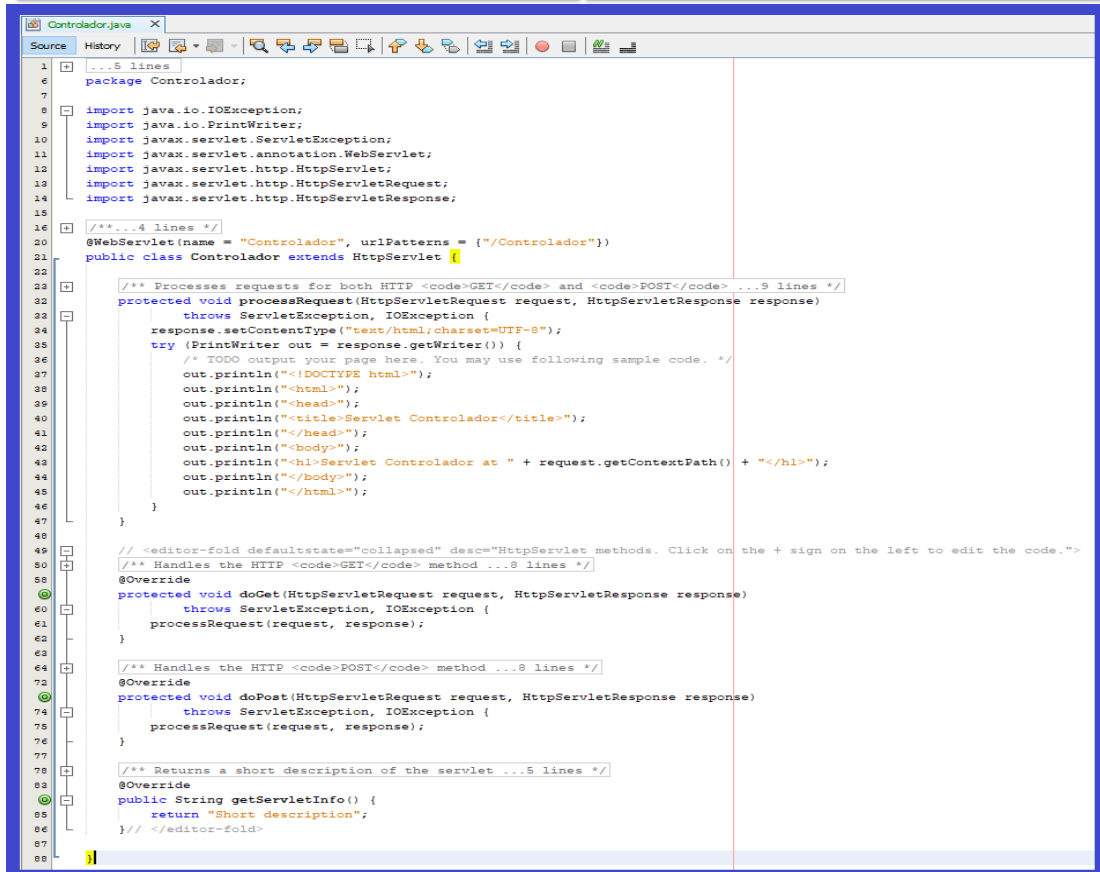 Controlador.java
Source History
1 ...5 lines
6 package Controlador;
7
8 import java.io.IOException;
9 import java.io.PrintWriter;
10 import javax.servlet.ServletException;
11 import javax.servlet.annotation.WebServlet;
12 import javax.servlet.http.HttpServlet;
13 import javax.servlet.http.HttpServletRequest;
14 import javax.servlet.http.HttpServletResponse;
15
16 /**...4 lines */
20 @WebServlet(name = "Controlador", urlPatterns = {"/Controlador"})
21 public class Controlador extends HttpServlet {
22
23 /** Processes requests for both HTTP <code>GET</code> and <code>POST</code> ...9 lines */
32 protected void processRequest(HttpServletRequest request, HttpServletResponse response)
33 throws ServletException, IOException {
34 response.setContentType("text/html;charset=UTF-8");
35 try (PrintWriter out = response.getWriter()) {
36 /* TODO output your page here. You may use following sample code. */
37 out.println("<!DOCTYPE html>");
38 out.println("<html>");
39 out.println("<head>");
40 out.println("<title>Servlet Controlador</title>");
41 out.println("</head>");
42 out.println("<body>");
43 out.println("<h1>Servlet Controlador at " + request.getContextPath() + "</h1>");
44 out.println("</body>");
45 out.println("</html>");
46 }
47 }
48
49 // <editor-fold defaultstate="collapsed" desc="HttpServlet methods. Click on the + sign on the left to edit the code.">
50 /** Handles the HTTP <code>GET</code> method ...8 lines */
58 @Override
protected void doGet(HttpServletRequest request, HttpServletResponse response)
60 throws ServletException, IOException {
61 processRequest(request, response);
62 }
63
64 /** Handles the HTTP <code>POST</code> method ...8 lines */
72 @Override
protected void doPost(HttpServletRequest request, HttpServletResponse response)
74 throws ServletException, IOException {
75 processRequest(request, response);
76 }
77
78 /** Returns a short description of the servlet ...5 lines */
83 @Override
public String getServletInfo() {
85 return "Short description";
86 }// </editor-fold>
87
88 }